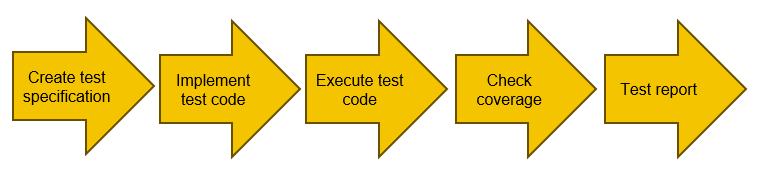 Create test
specification
Implement
test code
Execute test
code
Check
coverage
Test report